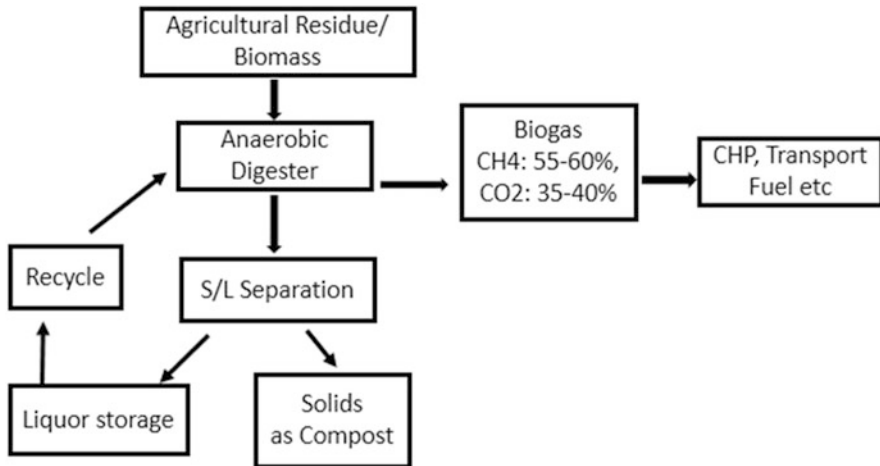 Agricultural Residue/
Biomass
Anaerobic
Digester
Biogas
CH4: 55-60%,
CO2: 35-40%
CHP, Transport
Fuel etc
Recycle
S/L Separation
Liquor storage
Solids
as Compost